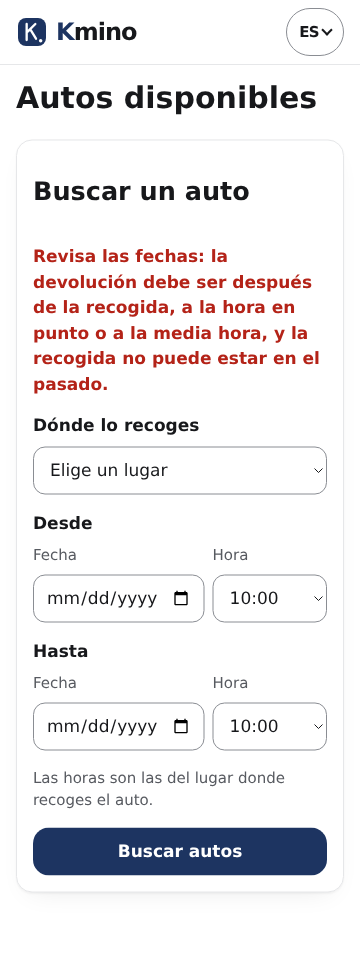 K. Kmino
ES
Autos disponibles
Buscar un auto
Revisa las fechas: la
devolución debe ser después
de la recogida, a la hora en
punto o a la media hora, y la
recogida no puede estar en el
pasado.
Dónde lo recoges
Elige un lugar
Desde
Fecha Hora
mm/dd/yyyy 10:00
Hasta
Fecha Hora
mm/dd/yyyy 10:00
Las horas son las del lugar donde
recoges el auto.
Buscar autos